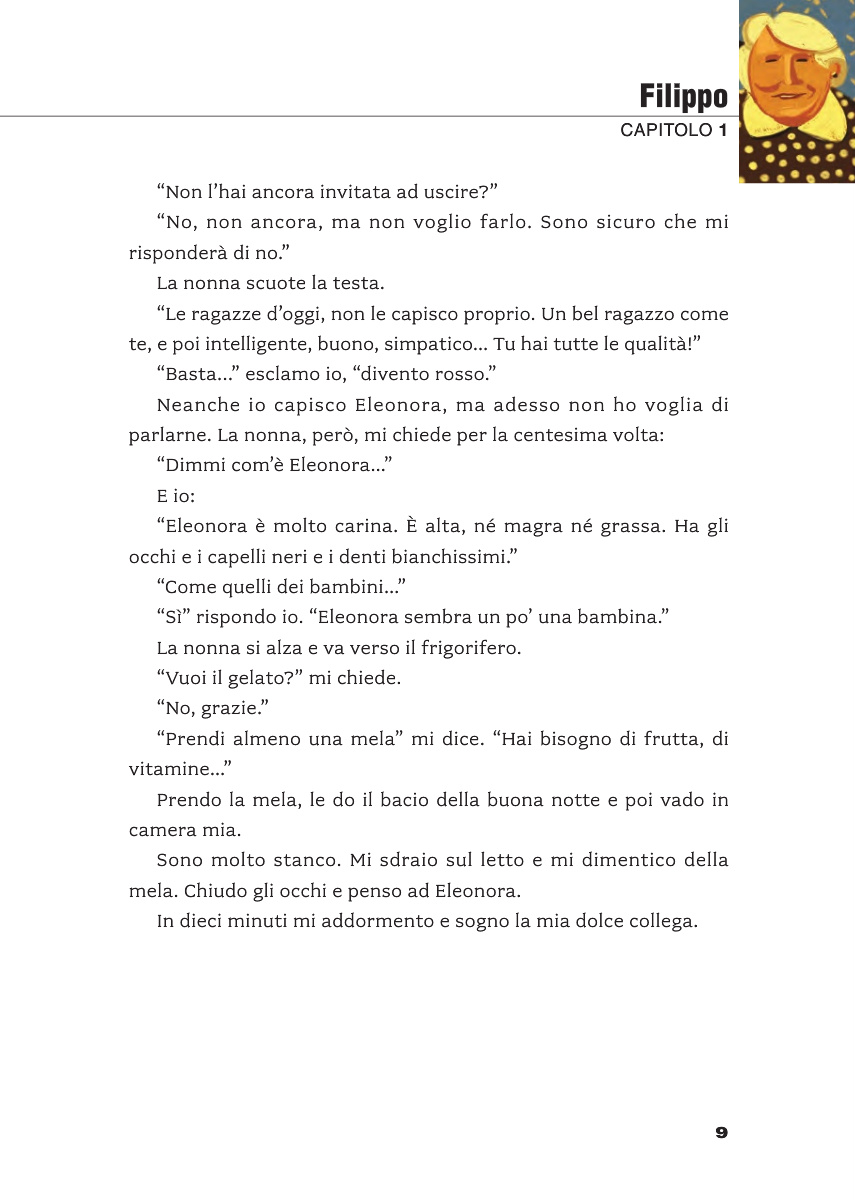 Filippo
CAPITOLO 1
“Non l’hai ancora invitata ad uscire?”
“No, non ancora, ma non voglio farlo. Sono sicuro che mi
risponderà di no.”
La nonna scuote la testa.
“Le ragazze d’oggi, non le capisco proprio. Un bel ragazzo come
te, e poi intelligente, buono, simpatico... Tu hai tutte le qualità!”
“Basta...” esclamo io, “divento rosso.”
Neanche io capisco Eleonora, ma adesso non ho voglia di
parlarne. La nonna, però, mi chiede per la centesima volta:
“Dimmi com’è Eleonora...”
E io:
“Eleonora è molto carina. È alta, né magra né grassa. Ha gli
occhi e i capelli neri e i denti bianchissimi.”
“Come quelli dei bambini...”
“Sì” rispondo io. “Eleonora sembra un po’ una bambina.”
La nonna si alza e va verso il frigorifero.
“Vuoi il gelato?” mi chiede.
“No, grazie.”
“Prendi almeno una mela” mi dice. “Hai bisogno di frutta, di
vitamine...”
Prendo la mela, le do il bacio della buona notte e poi vado in
camera mia.
Sono molto stanco. Mi sdraio sul letto e mi dimentico della
mela. Chiudo gli occhi e penso ad Eleonora.
In dieci minuti mi addormento e sogno la mia dolce collega.
9